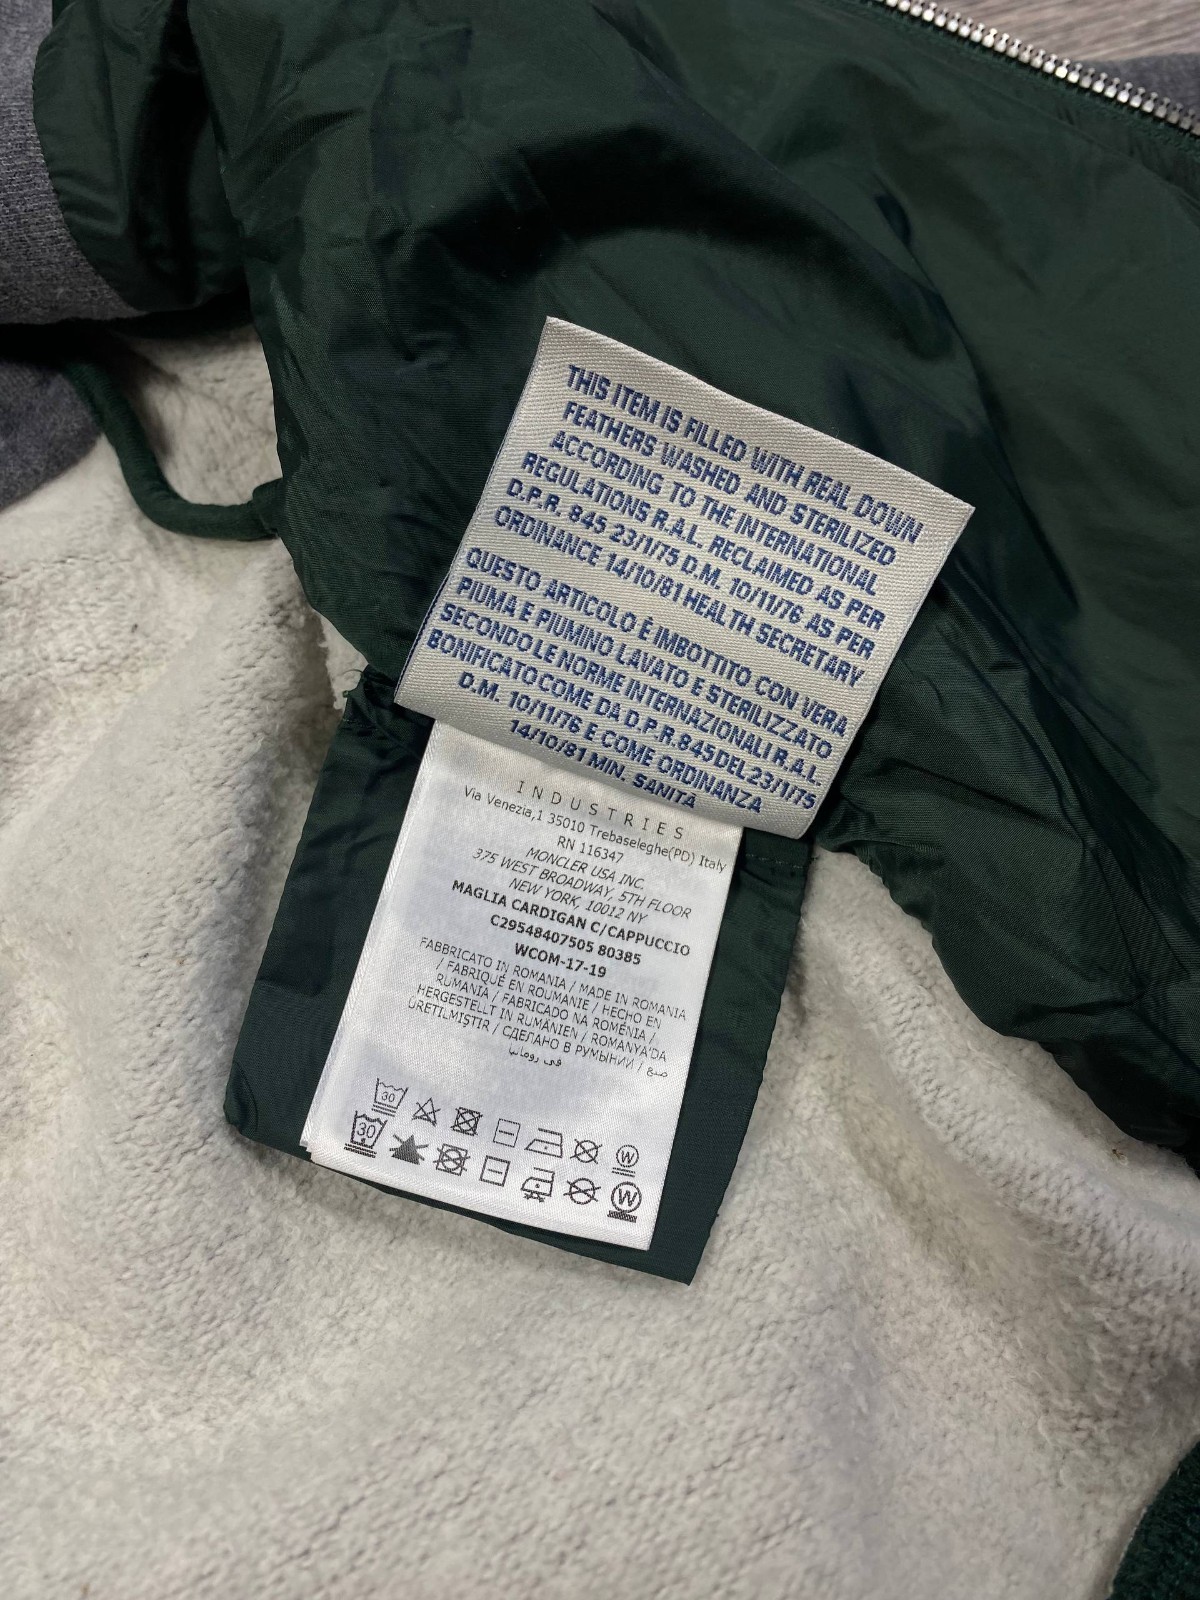 THIS ITEM IS FILLED WITH REAL DOWN
FEATHERS WASHED AND STERILIZED
ACCORDING TO THE INTERNATIONAL
REGULATIONS R.A.L. RECLAIMED AS PER
D.P.R. 845 23/1/75 D.M. 10/11/76 AS PER
ORDINANCE 14/10/81 HEALTH SECRETARY
QUESTO ARTICOLO È IMBOTTITO CON VERA
PIUMA E PIUMINO LAVATO E STERILIZZATO
SECONDO LE NORME INTERNAZIONALI R.A.L.
BONIFICATO COME DA D.P.R. 845 DEL 23/1/75
D.M. 10/11/76 E COME ORDINANZA
14/10/81 MIN. SANITÀ
INDUSTRIES
Via Venezia,1 35010 Trebaseleghe(PD) Italy
RN 116347
MONCLER USA INC.
375 WEST BROADWAY, 5TH FLOOR
NEW YORK, 10012 NY
MAGLIA CARDIGAN C/CAPPUCCIO
C29548407505 80385
WCOM-17-19
FABBRICATO IN ROMANIA / MADE IN ROMANIA
/ FABRIQUÉ EN ROUMANIE / HECHO EN
RUMANIA / FABRICADO NA ROMÉNIA /
HERGESTELLT IN RUMÄNIEN / ROMANYA'DA
ÜRETİLMİŞTİR / СДЕЛАНО В РУМЫНИИ / صنع
في رومانيا
30 W
30 W